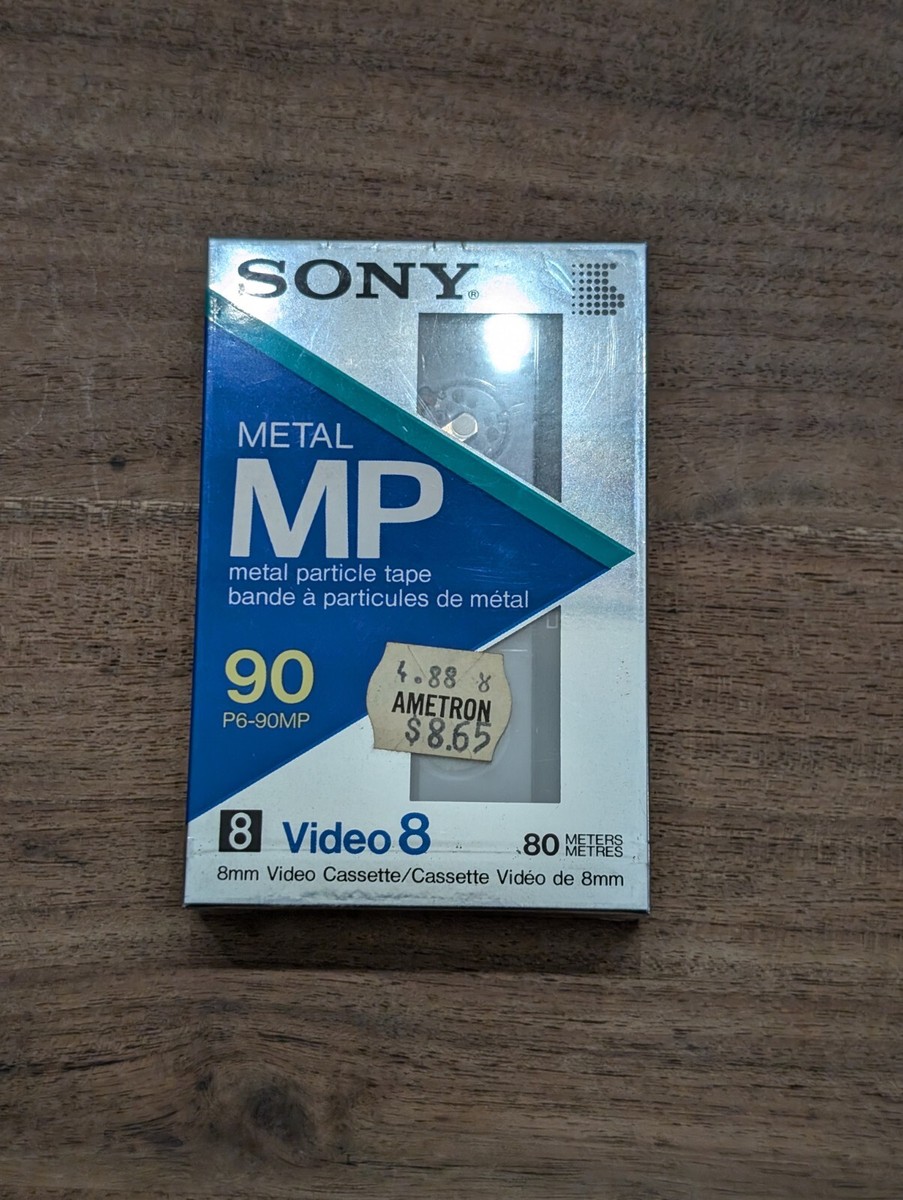 SONY®
METAL
MP
metal particle tape
bande à particules de métal
90
P6-90MP
4.88 8
AMETRON
$8.65
8 Video 8
80 METERS
METRES
8mm Video Cassette/Cassette Vidéo de 8mm